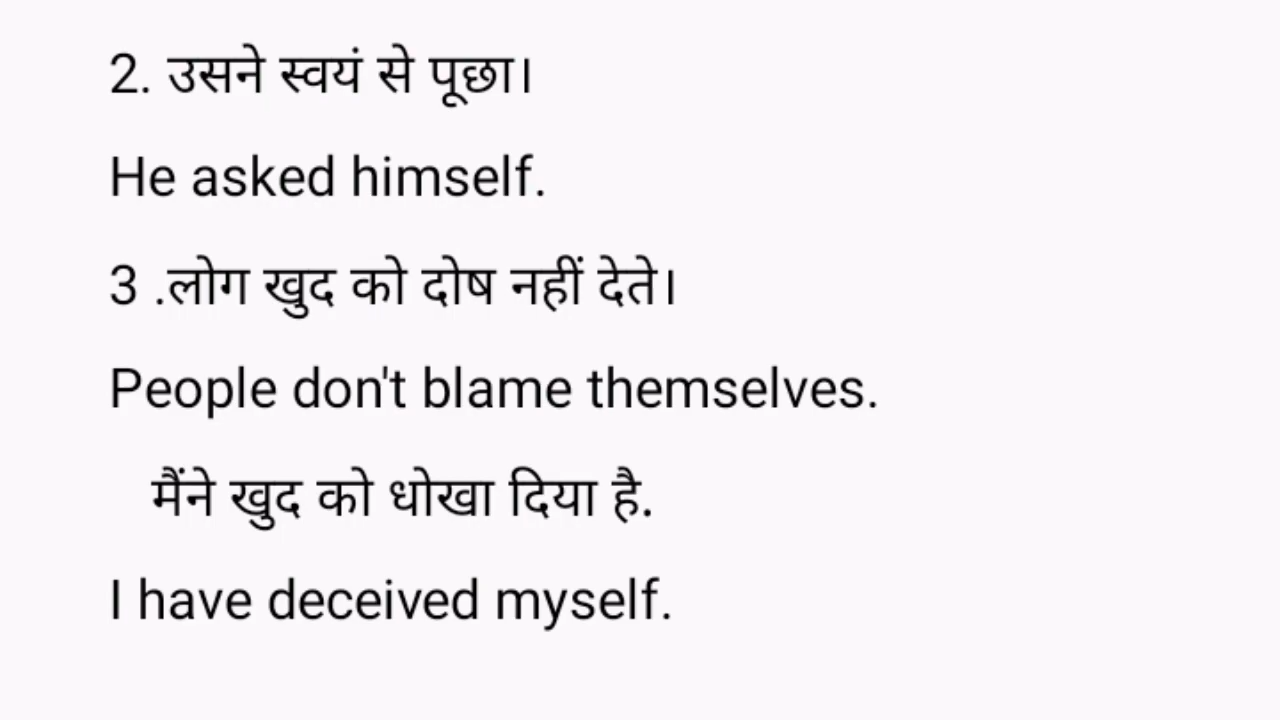 2. उसने स्वयं से पूछा।
He asked himself.
3 .लोग खुद को दोष नहीं देते।
People don't blame themselves.
मैंने खुद को धोखा दिया है.
I have deceived myself.